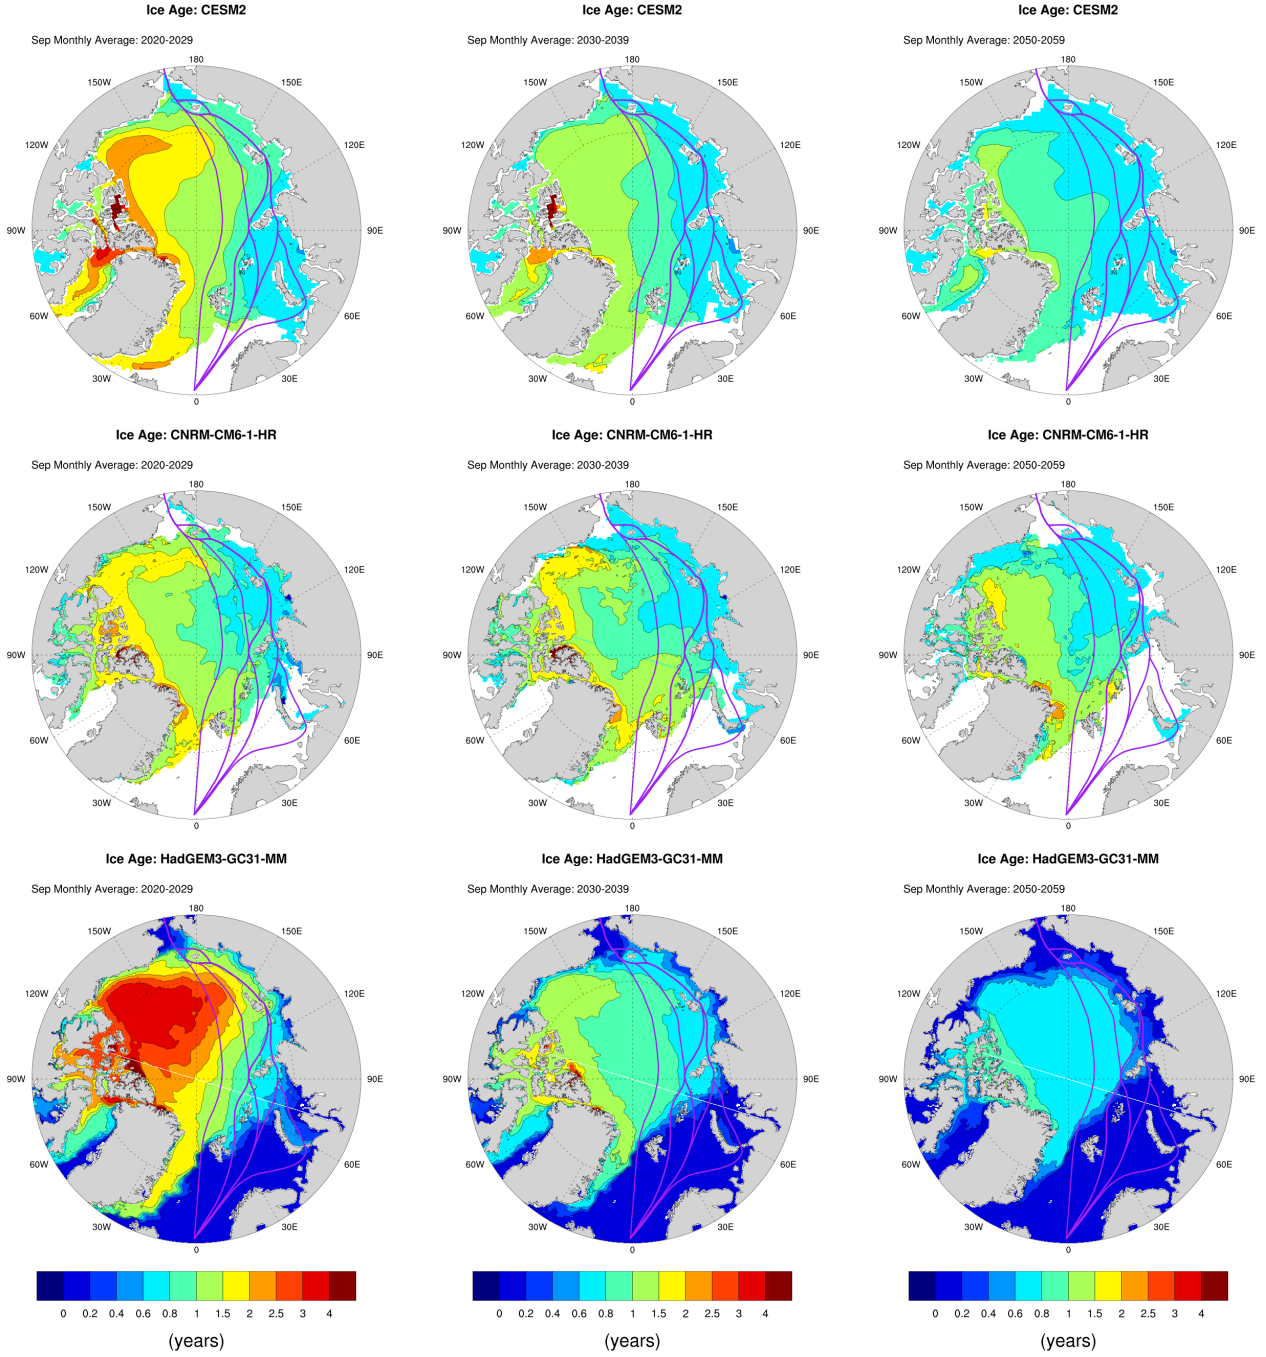 Ice Age: CESM2
Sep Monthly Average: 2020-2029
180
150W
150E
120W
120E
90W
90E
60W
60E
30W
30E
0
Ice Age: CESM2
Sep Monthly Average: 2030-2039
180
150W
150E
120W
120E
90W
90E
60W
60E
30W
30E
0
Ice Age: CESM2
Sep Monthly Average: 2050-2059
180
150W
150E
120W
120E
90W
90E
60W
60E
30W
30E
0
Ice Age: CNRM-CM6-1-HR
Sep Monthly Average: 2020-2029
180
150W
150E
120W
120E
90W
90E
60W
60E
30W
30E
0
Ice Age: CNRM-CM6-1-HR
Sep Monthly Average: 2030-2039
180
150W
150E
120W
120E
90W
90E
60W
60E
30W
30E
0
Ice Age: CNRM-CM6-1-HR
Sep Monthly Average: 2050-2059
180
150W
150E
120W
120E
90W
90E
60W
60E
30W
30E
0
Ice Age: HadGEM3-GC31-MM
Sep Monthly Average: 2020-2029
180
150W
150E
120W
120E
90W
90E
60W
60E
30W
30E
0
0 0.2 0.4 0.6 0.8 1 1.5 2 2.5 3 4
(years)
Ice Age: HadGEM3-GC31-MM
Sep Monthly Average: 2030-2039
180
150W
150E
120W
120E
90W
90E
60W
60E
30W
30E
0
0 0.2 0.4 0.6 0.8 1 1.5 2 2.5 3 4
(years)
Ice Age: HadGEM3-GC31-MM
Sep Monthly Average: 2050-2059
180
150W
150E
120W
120E
90W
90E
60W
60E
30W
30E
0
0 0.2 0.4 0.6 0.8 1 1.5 2 2.5 3 4
(years)